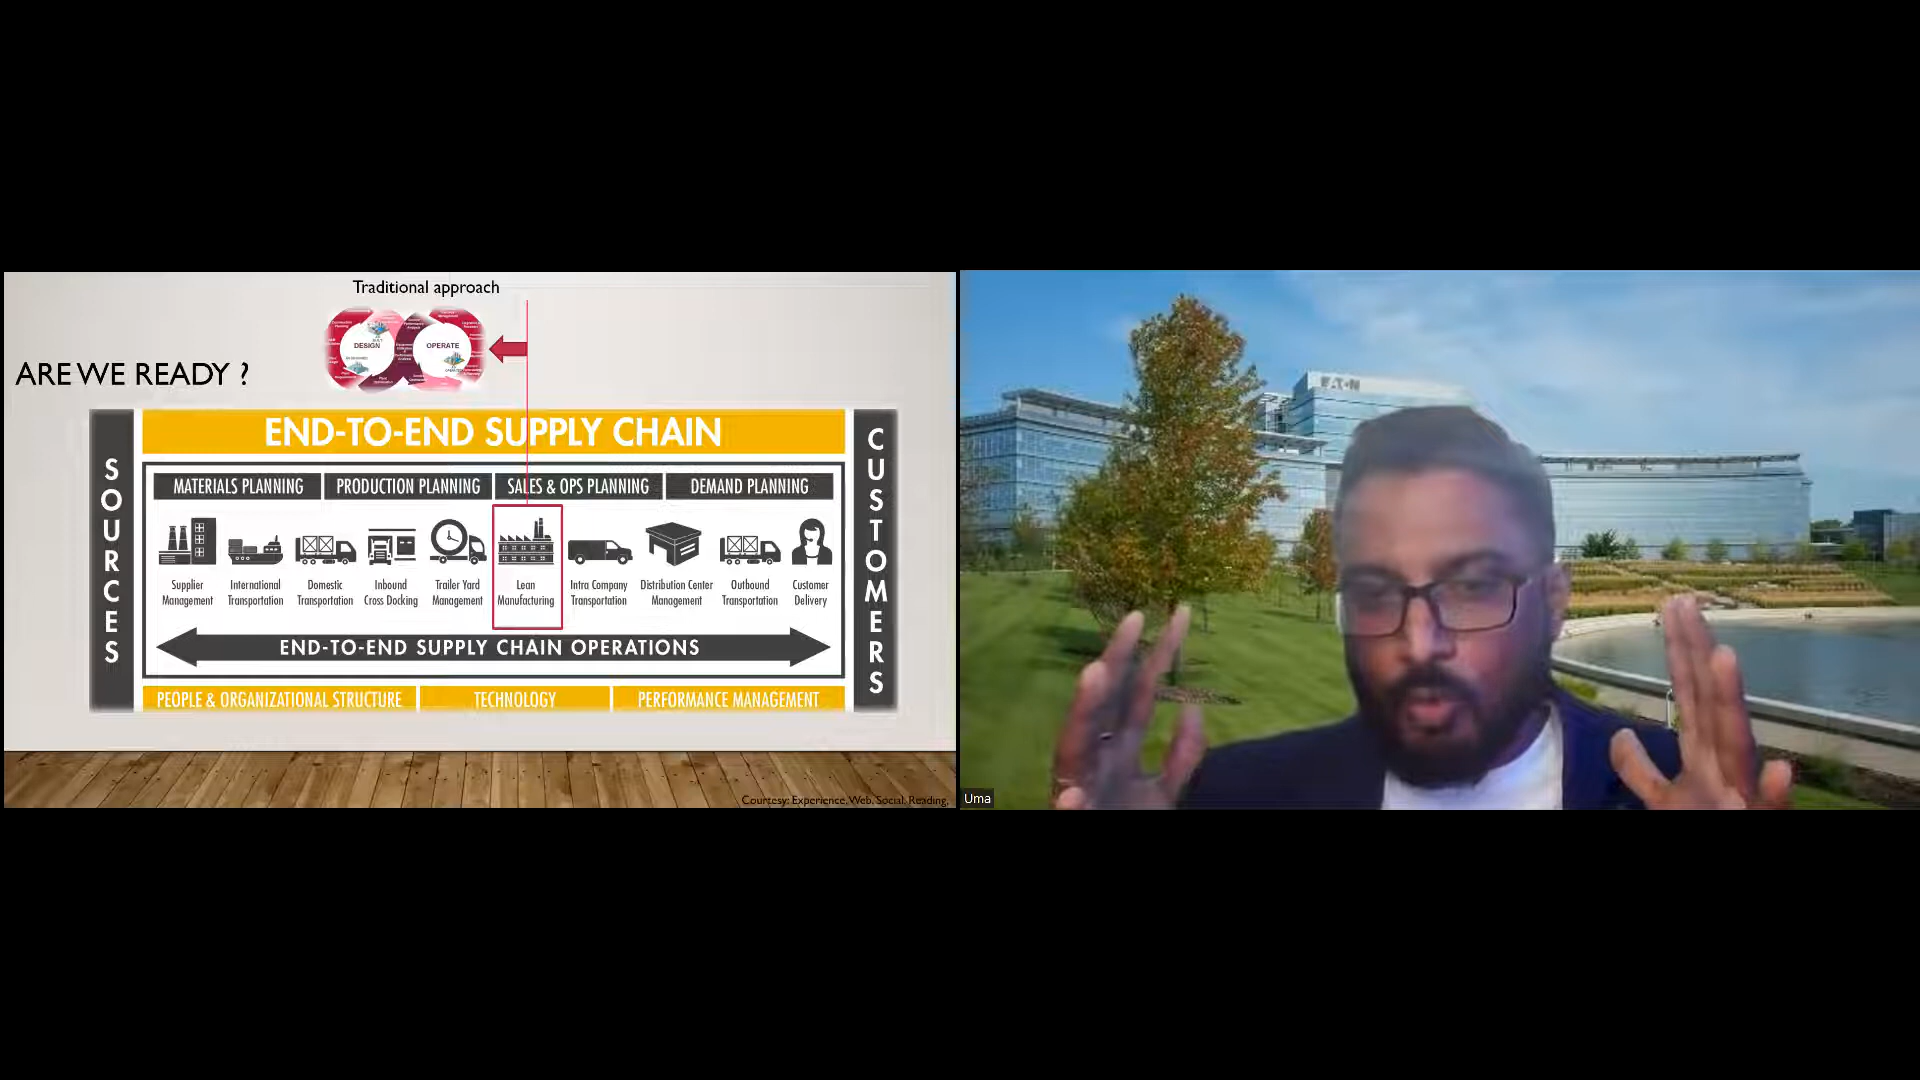 Traditional approach
DESIGN
OPERATE
ARE WE READY ?
END-TO-END SUPPLY CHAIN
SOURCES
CUSTOMERS
MATERIALS PLANNING
PRODUCTION PLANNING
SALES & OPS PLANNING
DEMAND PLANNING
Supplier
Management
International
Transportation
Domestic
Transportation
Inbound
Cross Docking
Trailer Yard
Management
Lean
Manufacturing
Intra Company
Transportation
Distribution Center
Management
Outbound
Transportation
Customer
Delivery
END-TO-END SUPPLY CHAIN OPERATIONS
PEOPLE & ORGANIZATIONAL STRUCTURE
TECHNOLOGY
PERFORMANCE MANAGEMENT
Courtesy: Experience, Web, Social, Reading,
EATON
Uma